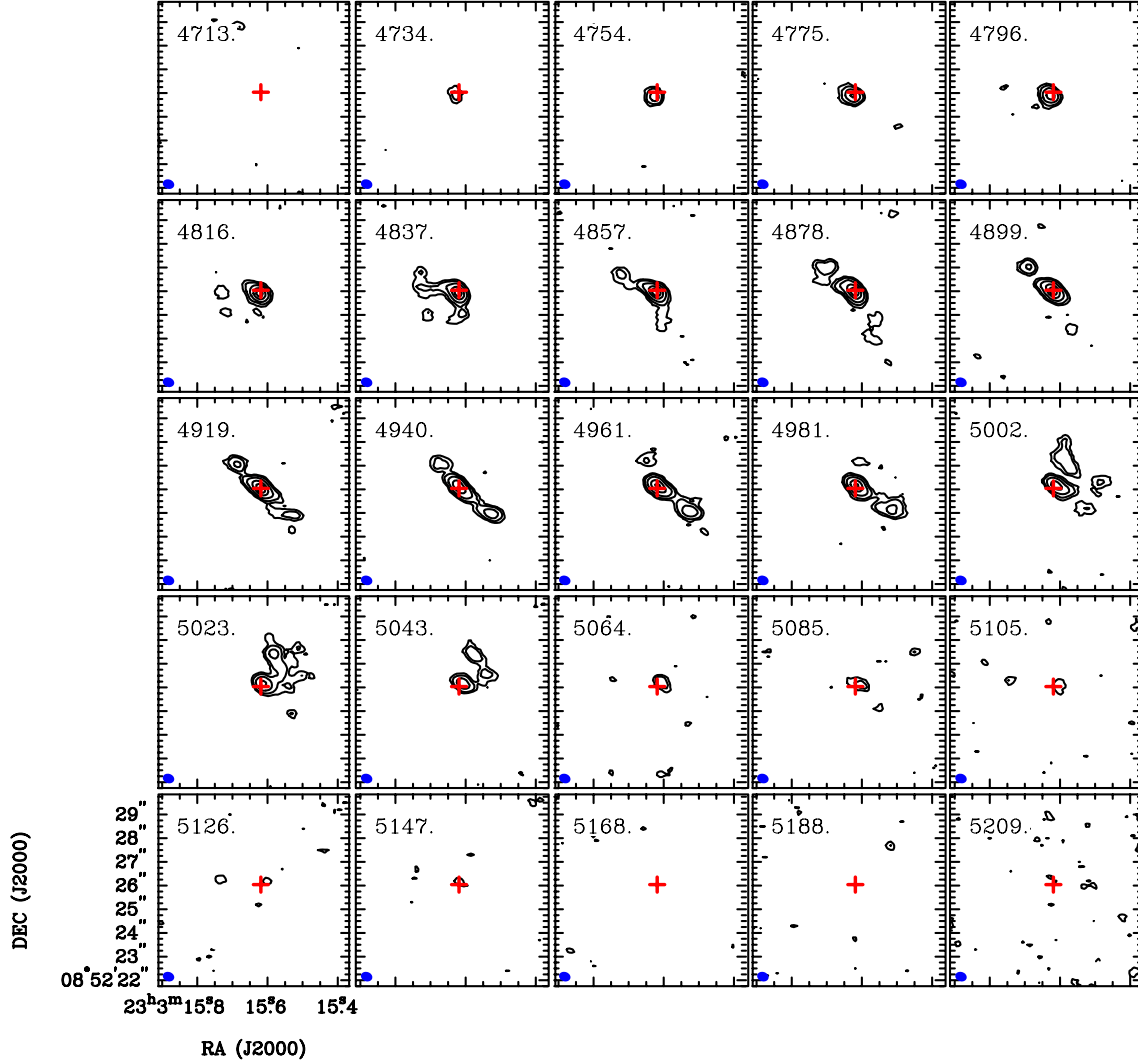 4713. 4734. 4754. 4775. 4796.
4816. 4837. 4857. 4878. 4899.
4919. 4940. 4961. 4981. 5002.
5023. 5043. 5064. 5085. 5105.
5126. 5147. 5168. 5188. 5209.
29"
28"
27"
26"
25"
24"
23"
08°52'22"
DEC (J2000)
23h3m15s.8 15s.6 15s.4
RA (J2000)